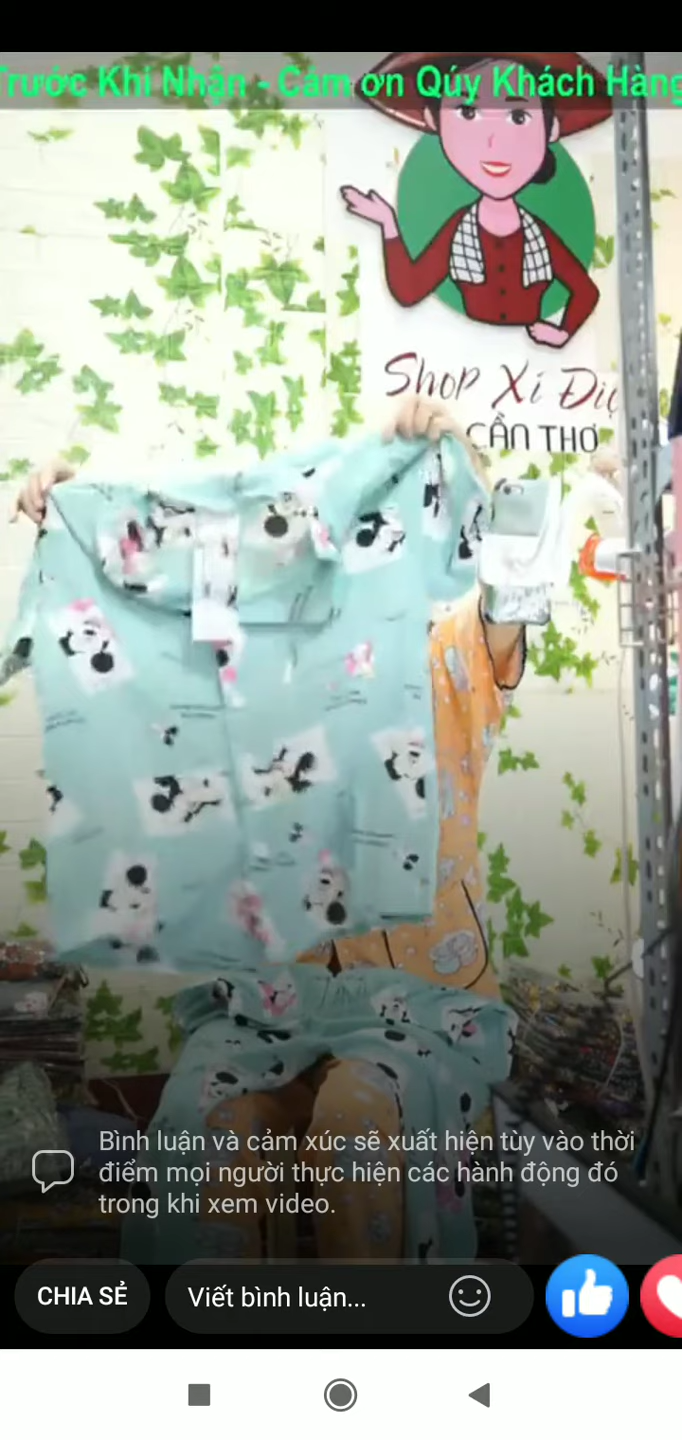 Trước Khi Nhận - Cảm ơn Qúy Khách Hàng
Shop Xí
CẦN THƠ
Bình luận và cảm xúc sẽ xuất hiện tùy vào thời
điểm mọi người thực hiện các hành động đó
trong khi xem video.
CHIA SẺ
Viết bình luận...